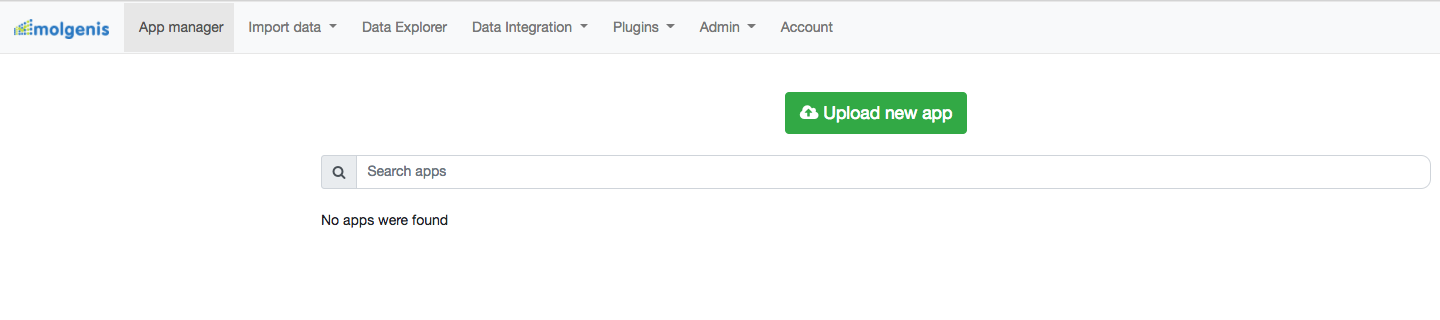 molgenis App manager Import data Data Explorer Data Integration Plugins Admin Account
Upload new app
Search apps
No apps were found